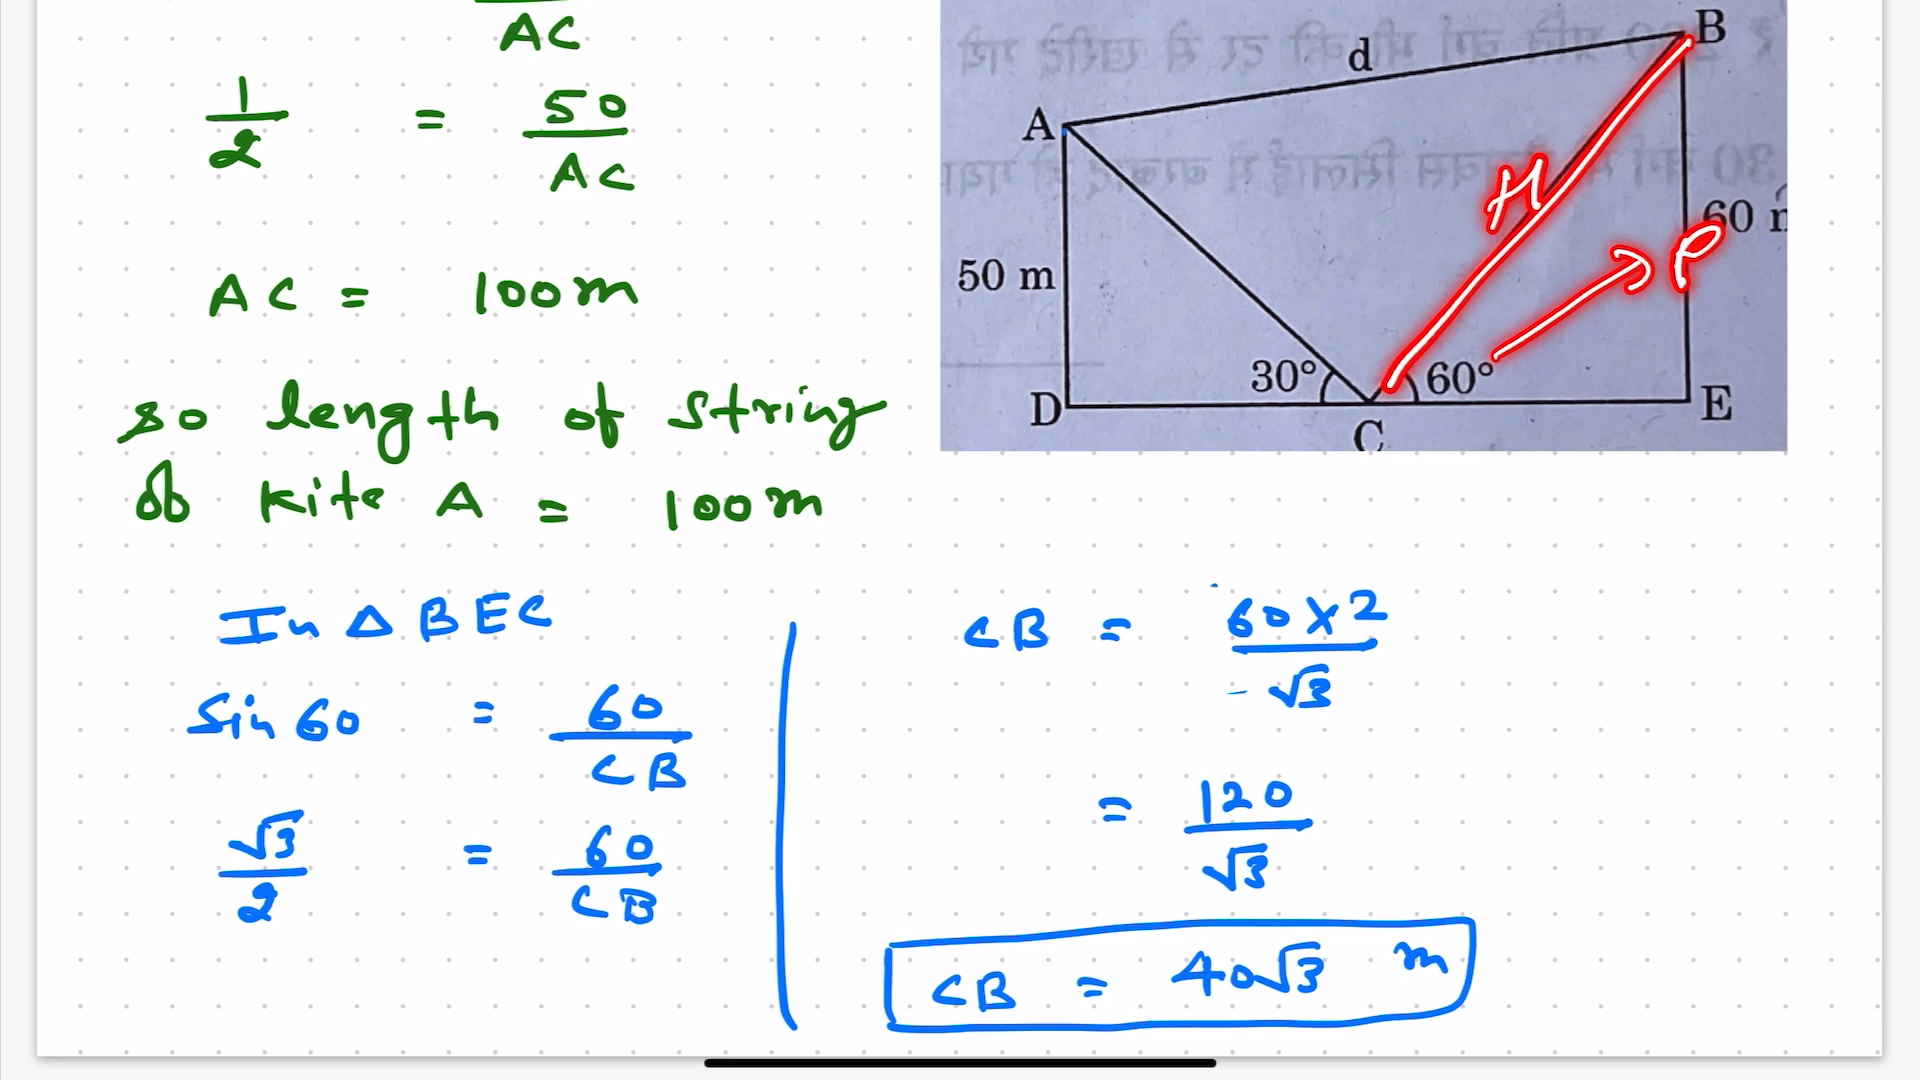 AC
1/2 = 50/AC
AC = 100m
so length of string
of kite A = 100m
In Δ BEC
Sin 60 = 60/CB
√3/2 = 60/CB
CB = 60×2/√3
= 120/√3
CB = 40√3 m
B
d
A
H
60 m
P
50 m
30°
60°
D
C
E